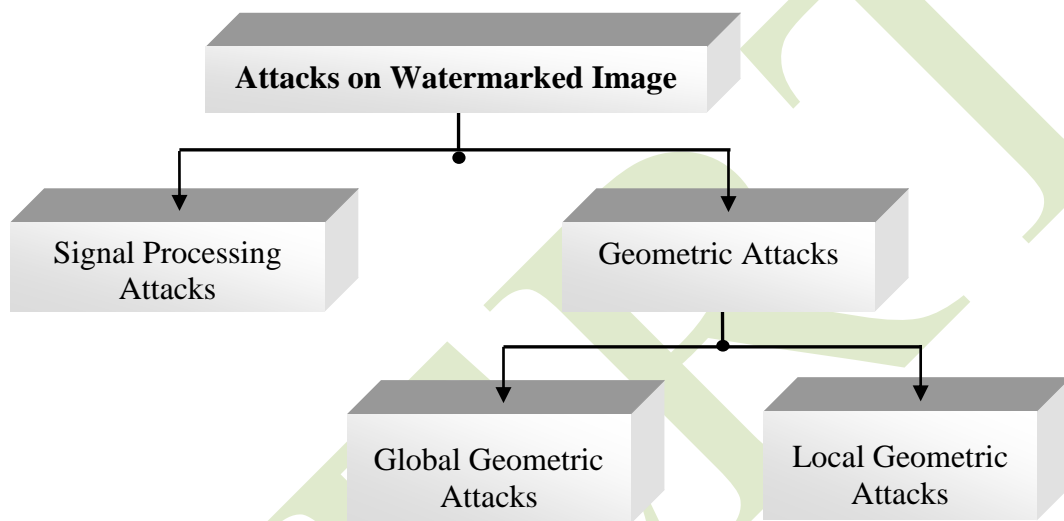 Attacks on Watermarked Image
Signal Processing
Attacks
Geometric Attacks
Global Geometric
Attacks
Local Geometric
Attacks